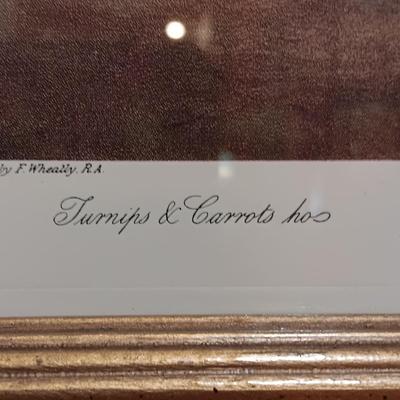 by F. Wheatly, R.A.
Turnips & Carrots ho